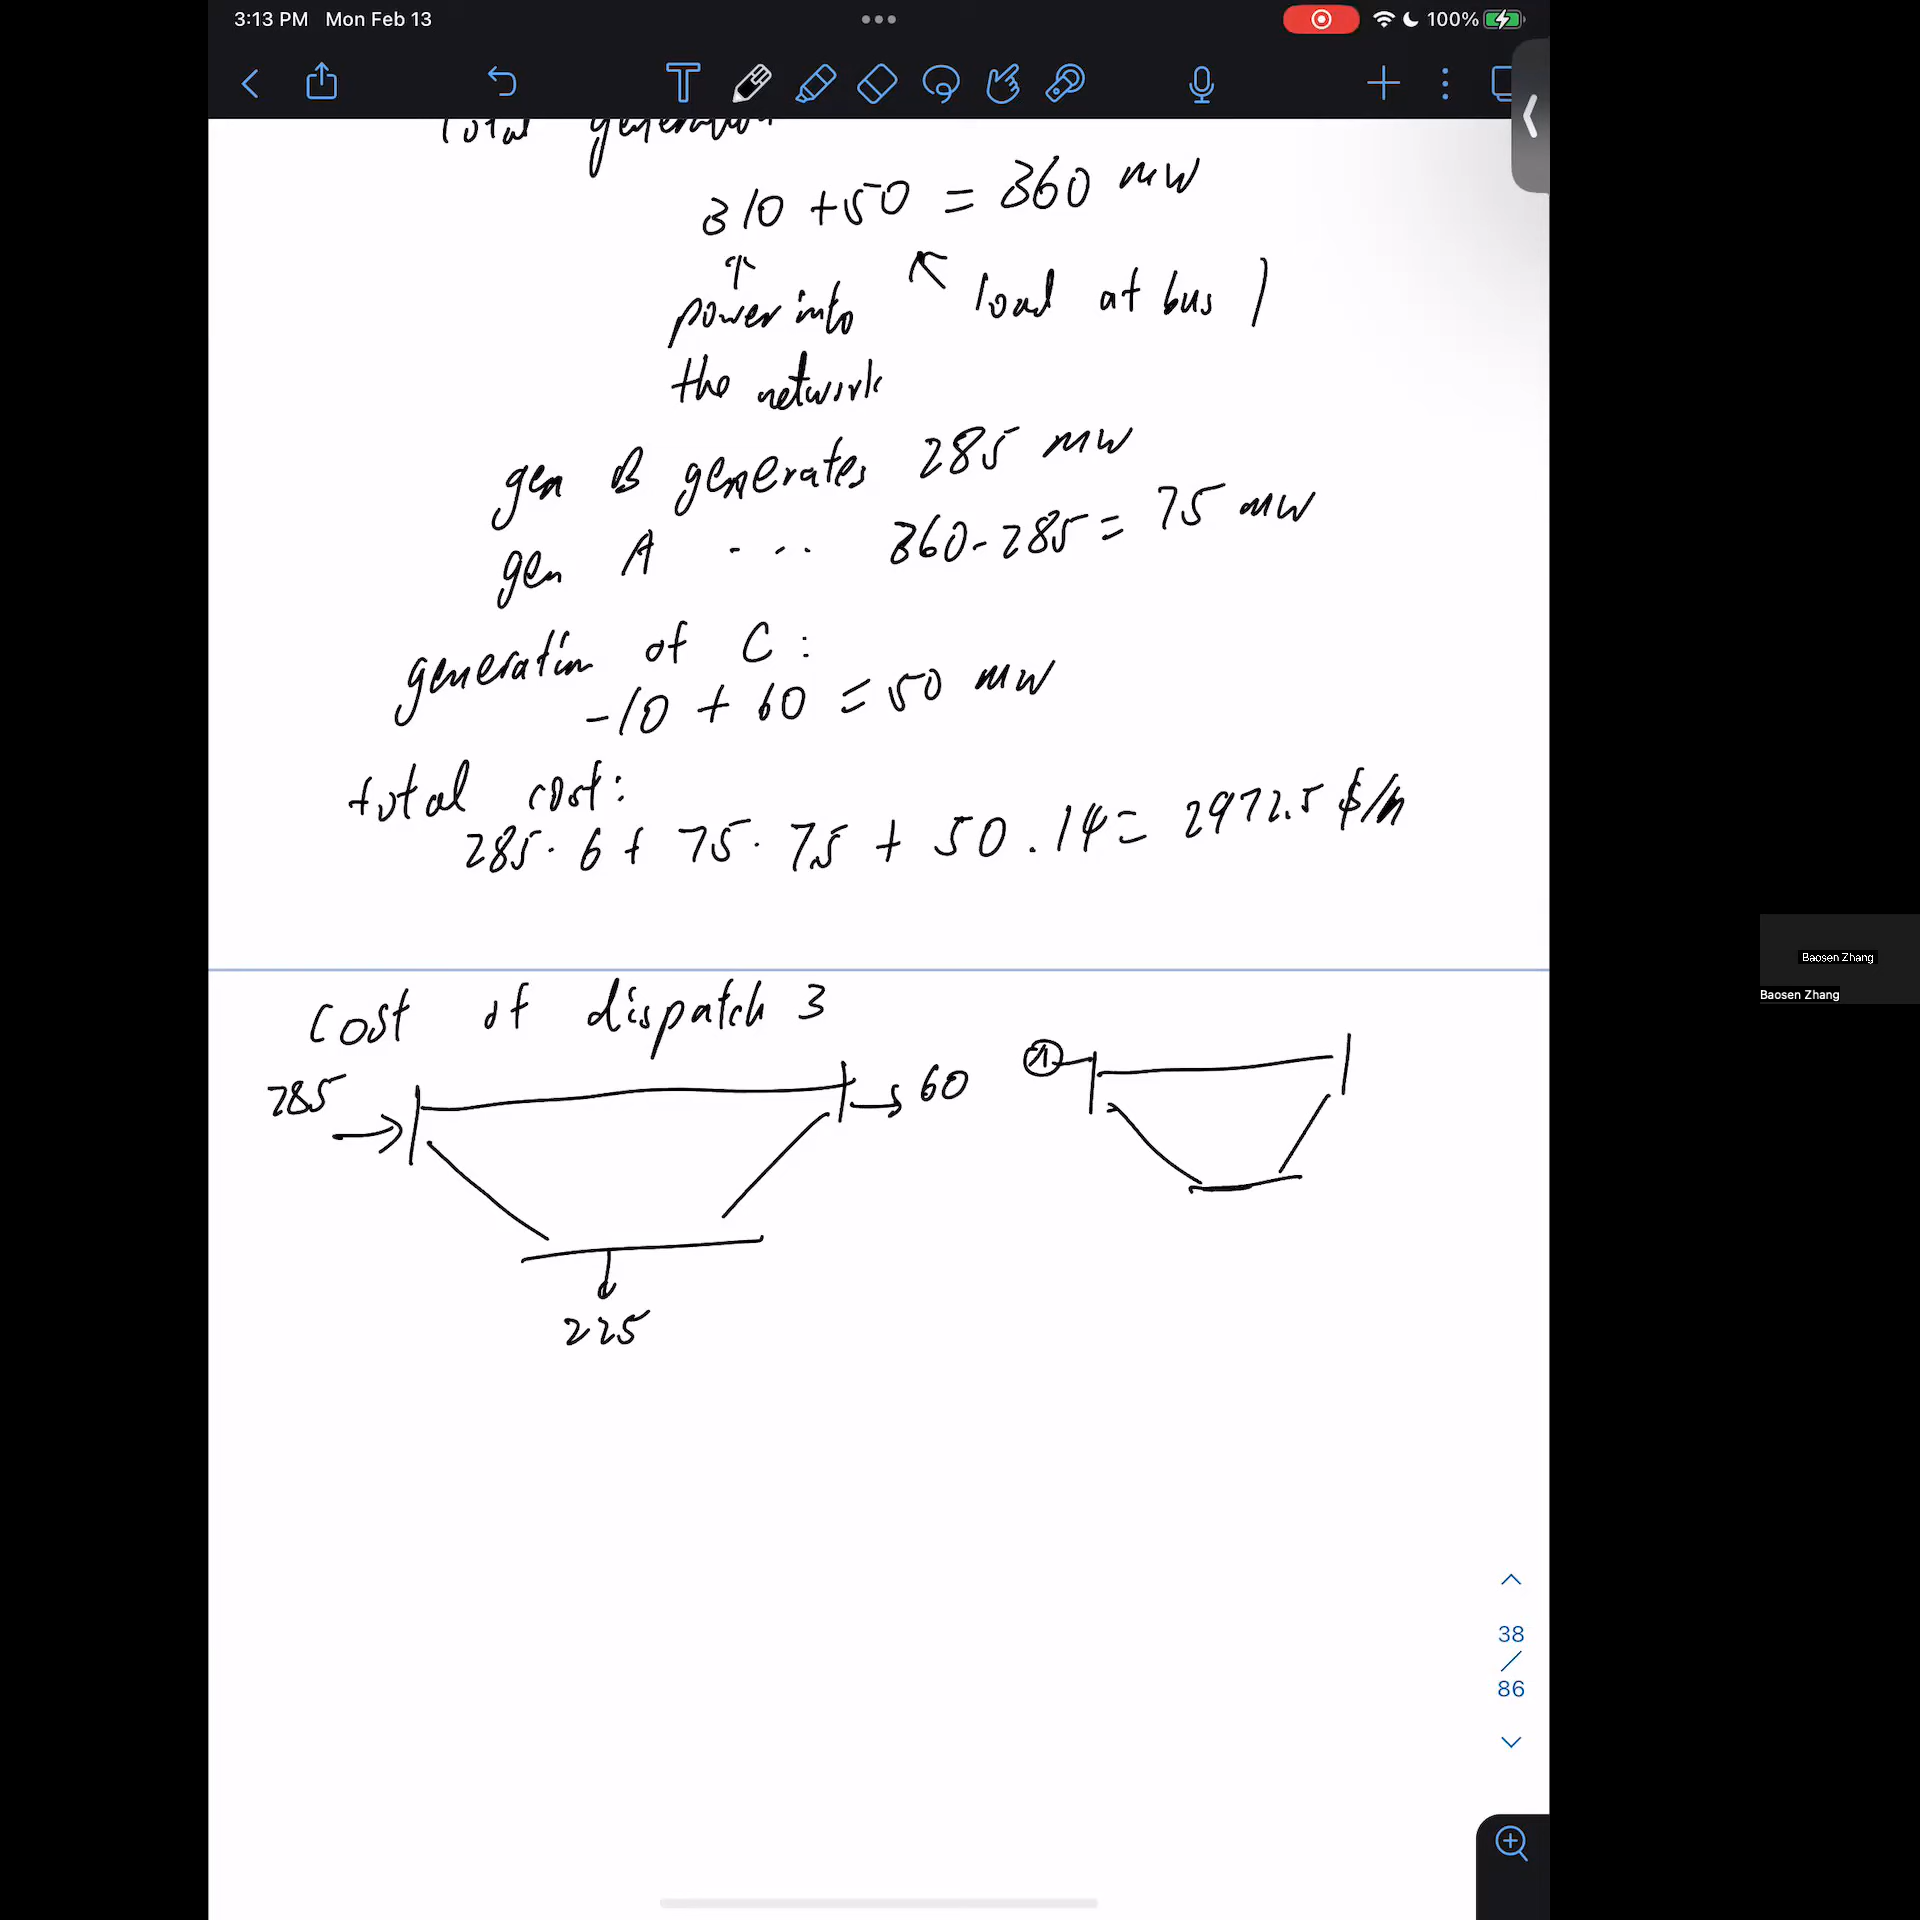 3:13 PM Mon Feb 13
100%
Total generation
310 + 50 = 360 MW
power into
the network
load at bus 1
gen B generates 285 MW
gen A ... 360 - 285 = 75 MW
generation of C:
-10 + 60 = 50 MW
total cost:
285 · 6 + 75 · 7.5 + 50 · 14 = 2972.5 $/h
Cost of dispatch 3
285
60
225
A
Baosen Zhang
Baosen Zhang
38
/
86